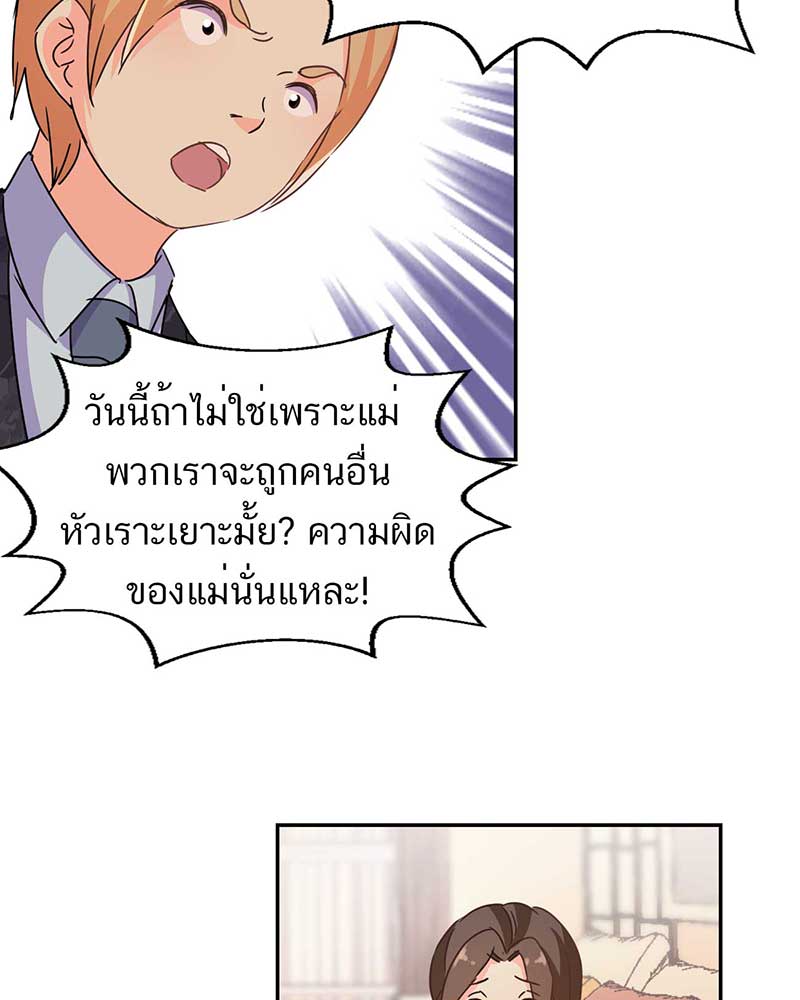 วันนี้ถ้าไม่ใช่เพราะแม่
พวกเราจะถูกคนอื่น
หัวเราะเยาะมั้ย? ความผิด
ของแม่นั่นแหละ!